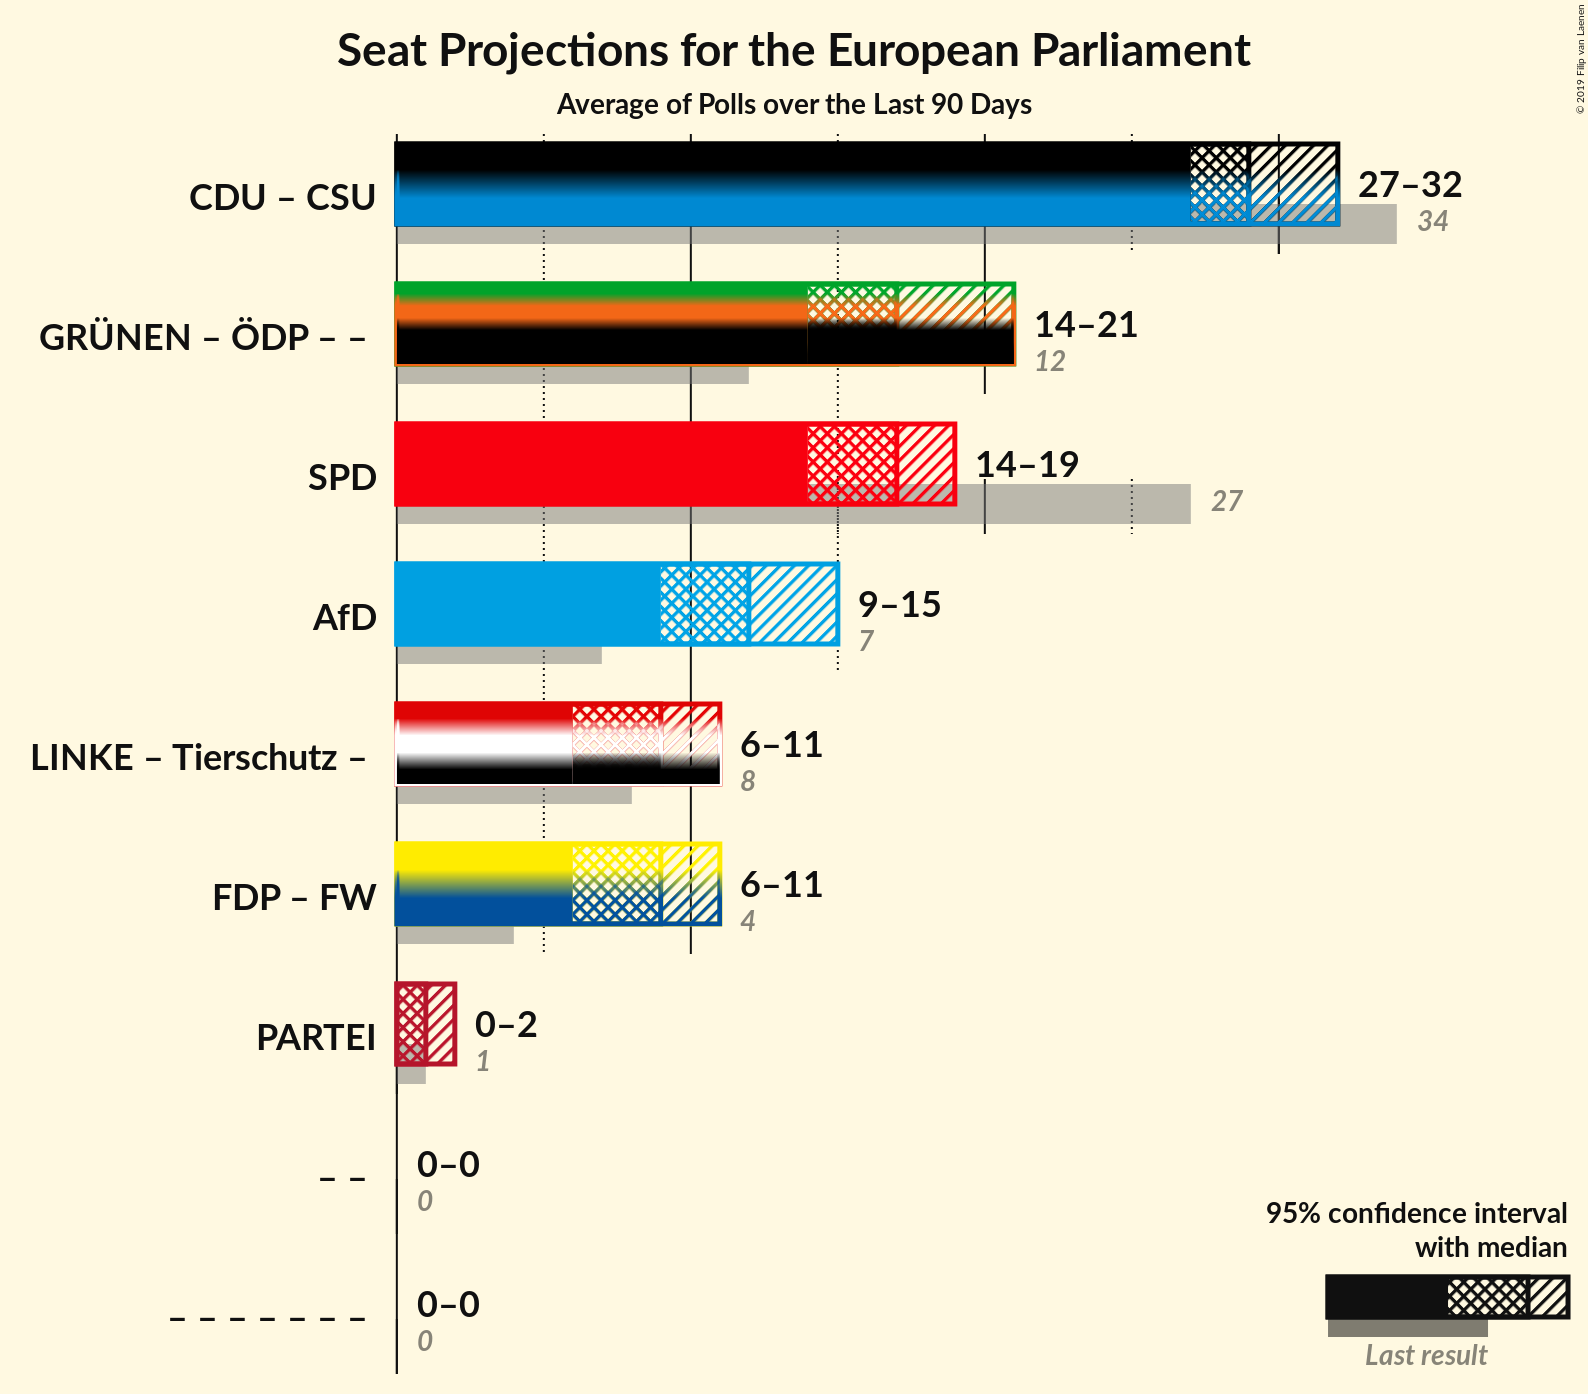 Seat Projections for the European Parliament
Average of Polls over the Last 90 Days
© 2019 Filip van Laenen
CDU – CSU
27–32
34
GRÜNEN – ÖDP – –
14–21
12
SPD
14–19
27
AfD
9–15
7
LINKE – Tierschutz –
6–11
8
FDP – FW
6–11
4
PARTEI
0–2
1
– –
0–0
0
– – – – – – –
0–0
0
95% confidence interval
with median
Last result